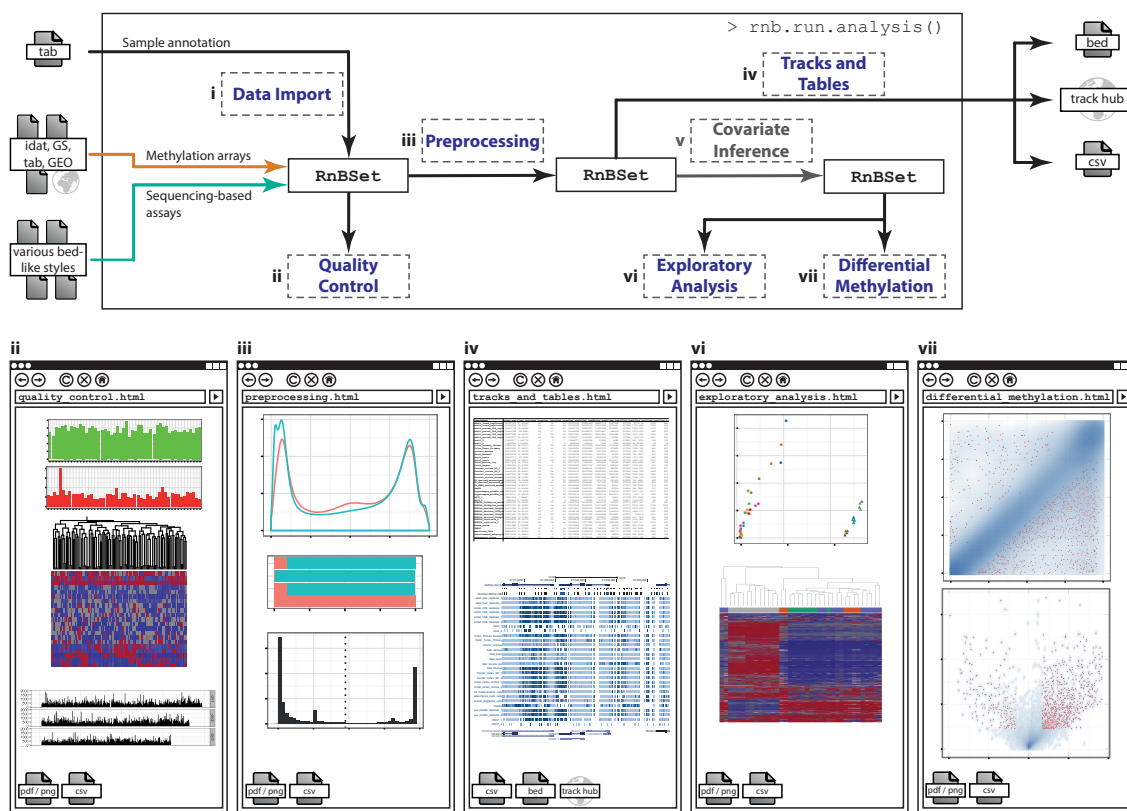 > rnb.run.analysis()
tab
Sample annotation
i
Data Import
iv
Tracks and
Tables
bed
track hub
csv
idat, GS,
tab, GEO
Methylation arrays
Sequencing-based
assays
various bed-
like styles
RnBSet
iii
Preprocessing
RnBSet
v
Covariate
Inference
RnBSet
ii
Quality
Control
vi
Exploratory
Analysis
vii
Differential
Methylation
ii
quality_control.html
pdf / png
csv
iii
preprocessing.html
pdf / png
csv
iv
tracks_and_tables.html
csv
bed
track hub
vi
exploratory_analysis.html
pdf / png
csv
vii
differential_methylation.html
pdf / png
csv